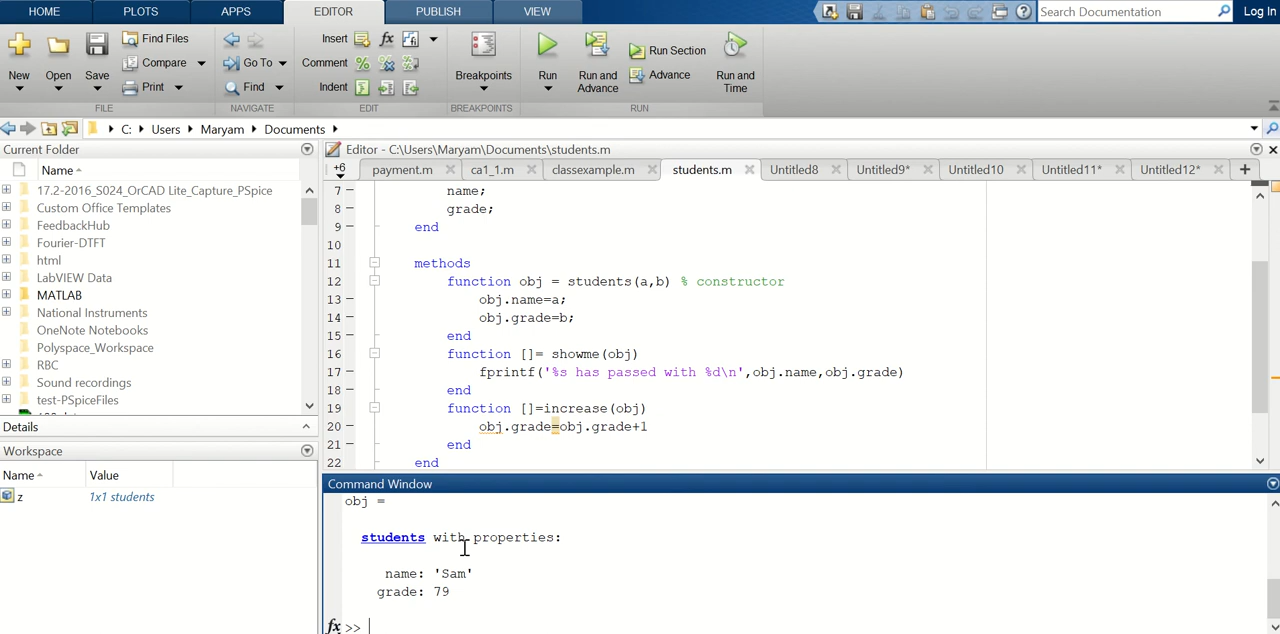 HOME PLOTS APPS EDITOR PUBLISH VIEW Search Documentation Log In
New Open Save Find Files Compare Print Go To Find Insert fx Comment Indent Breakpoints Run Run and Advance Run Section Advance Run and Time
FILE NAVIGATE EDIT BREAKPOINTS RUN
C: Users Maryam Documents
Current Folder
Name
17.2-2016_S024_OrCAD Lite_Capture_PSpice
Custom Office Templates
FeedbackHub
Fourier-DTFT
html
LabVIEW Data
MATLAB
National Instruments
OneNote Notebooks
Polyspace_Workspace
RBC
Sound recordings
test-PSpiceFiles
Details
Workspace
Name Value
z 1x1 students
Editor - C:\Users\Maryam\Documents\students.m
+6 payment.m ca1_1.m classexample.m students.m Untitled8 Untitled9* Untitled10 Untitled11* Untitled12* +
7 name;
8 grade;
9 end
10
11 methods
12 function obj = students(a,b) % constructor
13 obj.name=a;
14 obj.grade=b;
15 end
16 function []= showme(obj)
17 fprintf('%s has passed with %d\n',obj.name,obj.grade)
18 end
19 function []=increase(obj)
20 obj.grade=obj.grade+1
21 end
22 end
Command Window
obj =
students with properties:
name: 'Sam'
grade: 79
fx >>